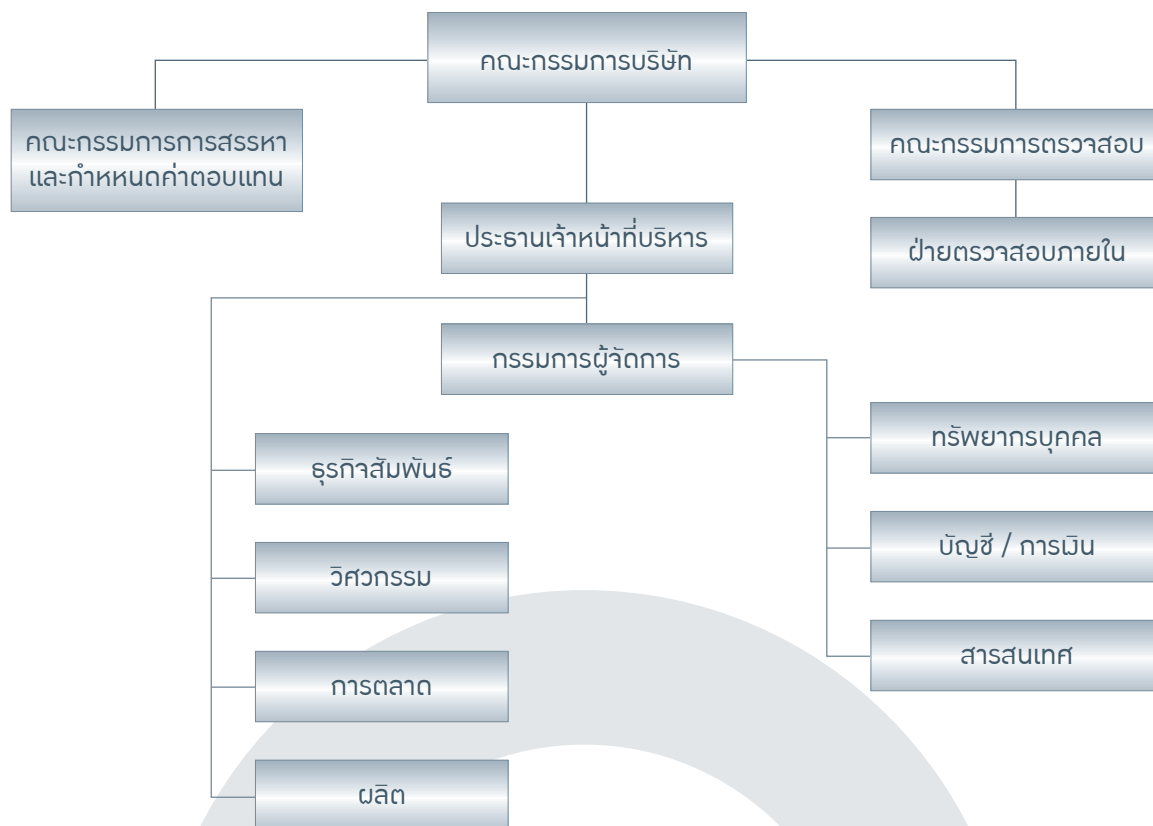 คณะกรรมการบริษัท
คณะกรรมการการสรรหา
และกำหหนดค่าตอบแทน
คณะกรรมการตรวจสอบ
ประธานเจ้าหน้าที่บริหาร
ฝ่ายตรวจสอบภายใน
กรรมการผู้จัดการ
ทรัพยากรบุคคล
ธุรกิจสัมพันธ์
บัญชี / การเงิน
วิศวกรรม
สารสนเทศ
การตลาด
ผลิต